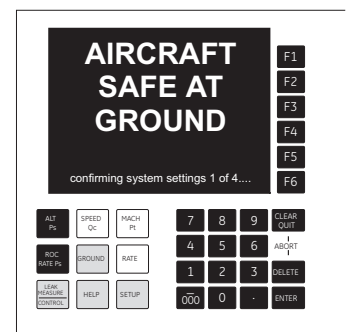 AIRCRAFT
SAFE AT
GROUND
confirming system settings 1 of 4....
F1
F2
F3
F4
F5
F6
ALT
Ps
SPEED
Qc
MACH
Pt
7
8
9
CLEAR
QUIT
ROC
RATE Ps
GROUND
RATE
4
5
6
ABORT
1
2
3
DELETE
LEAK
MEASURE
CONTROL
HELP
SETUP
000
0
.
ENTER